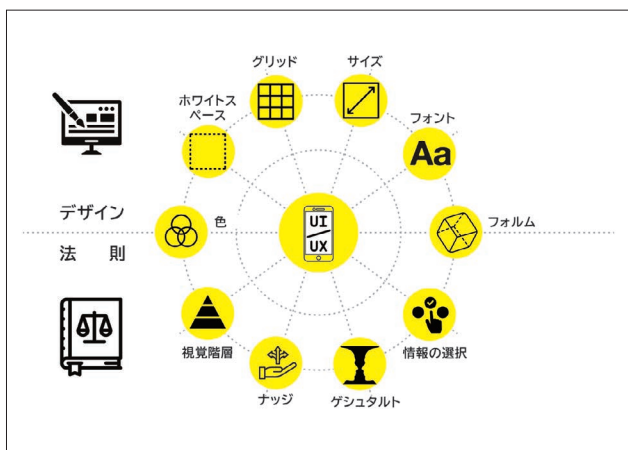 グリッド
サイズ
ホワイトス
ペース
フォント
Aa
デザイン
色
UI
UX
フォルム
法 則
視覚階層
情報の選択
ナッジ
ゲシュタルト